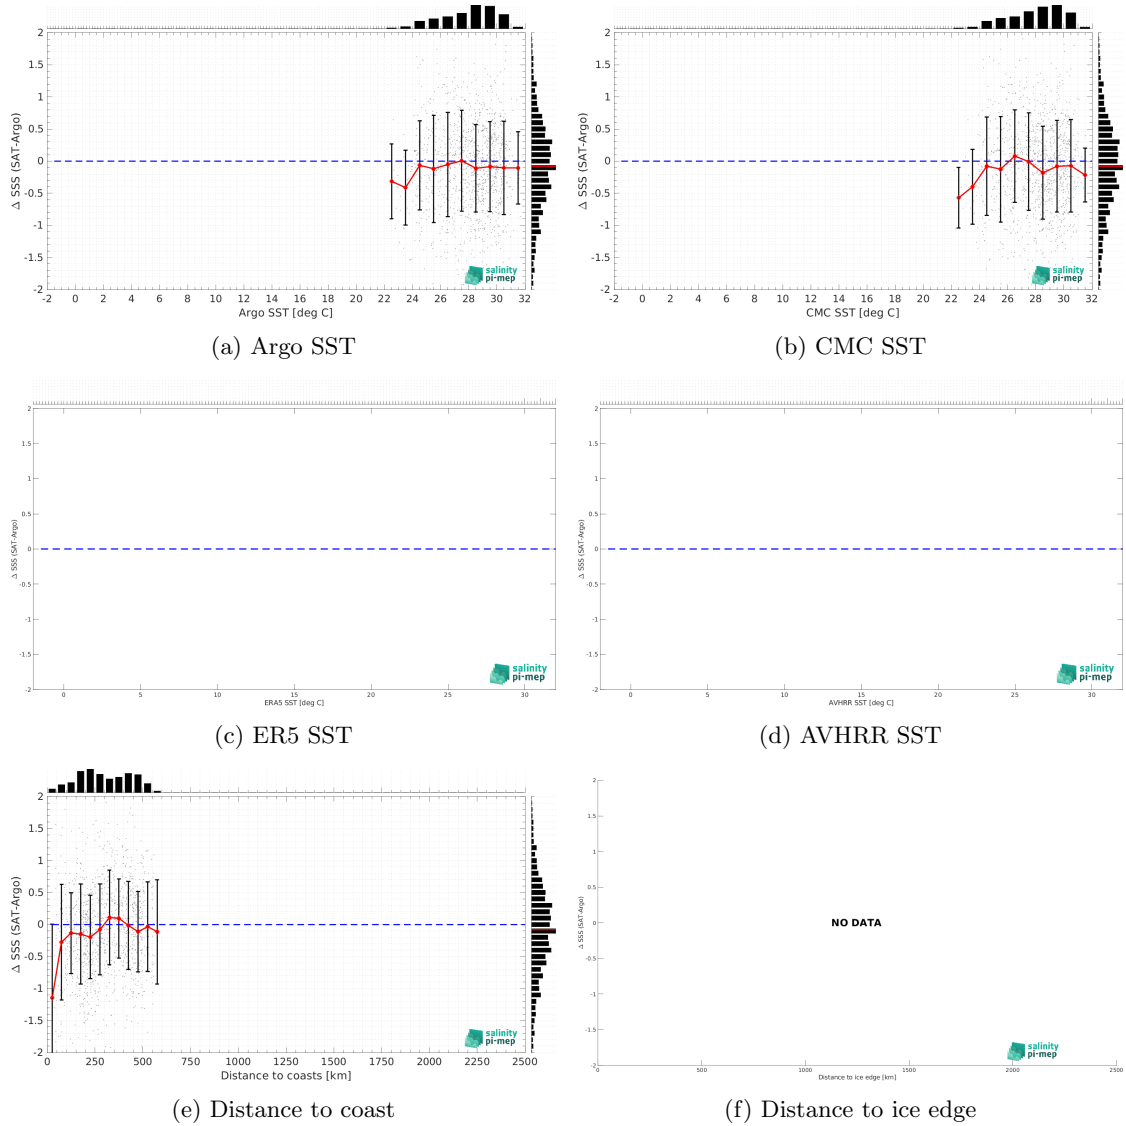 2
1.5
1
0.5
0
-0.5
-1
-1.5
-2
Δ SSS (SAT-Argo)
-2 0 2 4 6 8 10 12 14 16 18 20 22 24 26 28 30 32
Argo SST [deg C]
salinity
pi-mep
(a) Argo SST
2
1.5
1
0.5
0
-0.5
-1
-1.5
-2
Δ SSS (SAT-Argo)
-2 0 2 4 6 8 10 12 14 16 18 20 22 24 26 28 30 32
CMC SST [deg C]
salinity
pi-mep
(b) CMC SST
2
1.5
1
0.5
0
-0.5
-1
-1.5
-2
Δ SSS (SAT-Argo)
0 5 10 15 20 25 30
ERA5 SST [deg C]
salinity
pi-mep
(c) ER5 SST
2
1.5
1
0.5
0
-0.5
-1
-1.5
-2
Δ SSS (SAT-Argo)
0 5 10 15 20 25 30
AVHRR SST [deg C]
salinity
pi-mep
(d) AVHRR SST
2
1.5
1
0.5
0
-0.5
-1
-1.5
-2
Δ SSS (SAT-Argo)
0 250 500 750 1000 1250 1500 1750 2000 2250 2500
Distance to coasts [km]
salinity
pi-mep
(e) Distance to coast
2
1.5
1
0.5
0
-0.5
-1
-1.5
-2
Δ SSS (SAT-Argo)
NO DATA
0 500 1000 1500 2000 2500
Distance to ice edge [km]
salinity
pi-mep
(f) Distance to ice edge